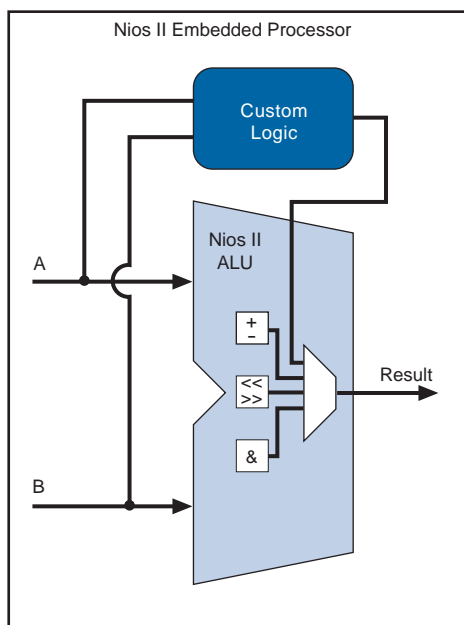 Nios II Embedded Processor
Custom
Logic
Nios II
ALU
A
+
-
<<
>>
Result
&
B